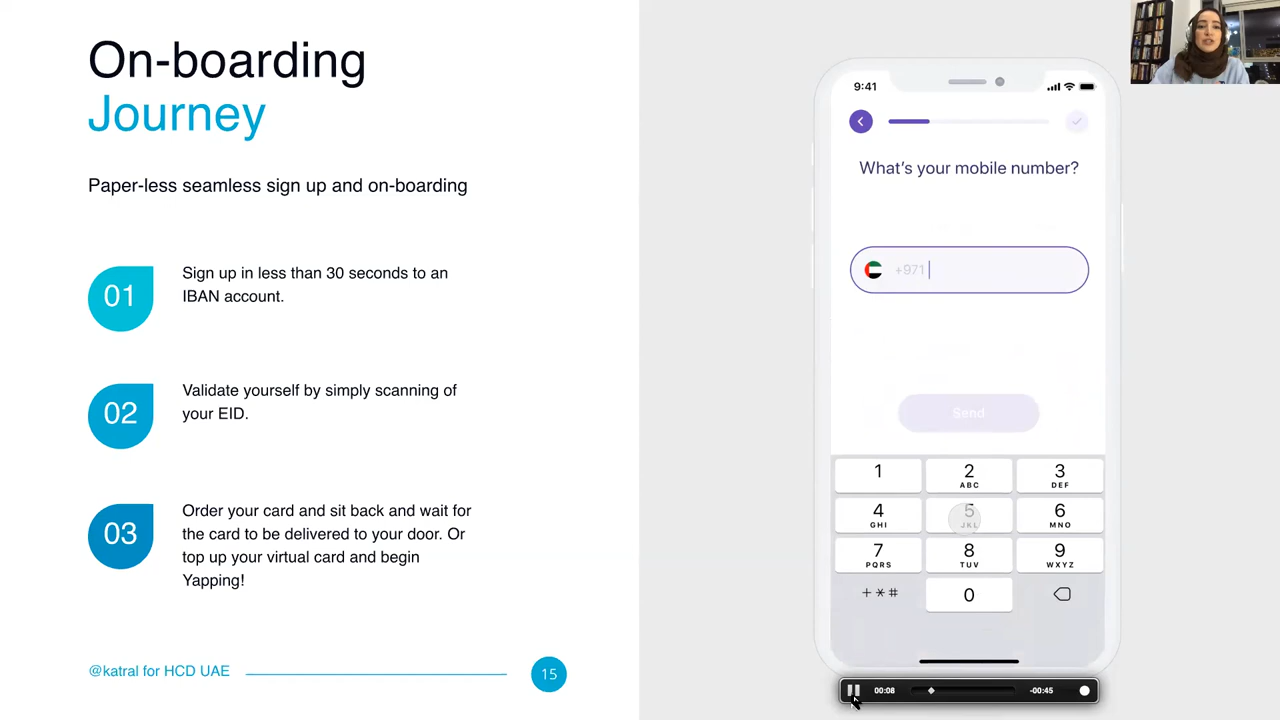 On-boarding
Journey
Paper-less seamless sign up and on-boarding
01
Sign up in less than 30 seconds to an
IBAN account.
02
Validate yourself by simply scanning of
your EID.
03
Order your card and sit back and wait for
the card to be delivered to your door. Or
top up your virtual card and begin
Yapping!
@katral for HCD UAE
15
9:41
What's your mobile number?
+971
Send
1
2
ABC
3
DEF
4
GHI
5
JKL
6
MNO
7
PQRS
8
TUV
9
WXYZ
+*#
0
00:08
-00:45